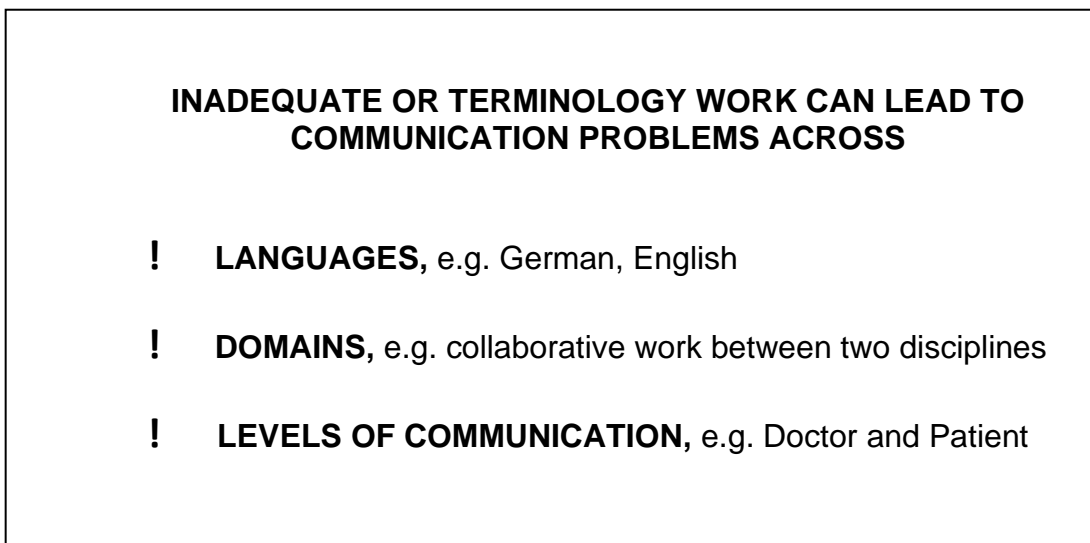 INADEQUATE OR TERMINOLOGY WORK CAN LEAD TO
COMMUNICATION PROBLEMS ACROSS
! LANGUAGES, e.g. German, English
! DOMAINS, e.g. collaborative work between two disciplines
! LEVELS OF COMMUNICATION, e.g. Doctor and Patient